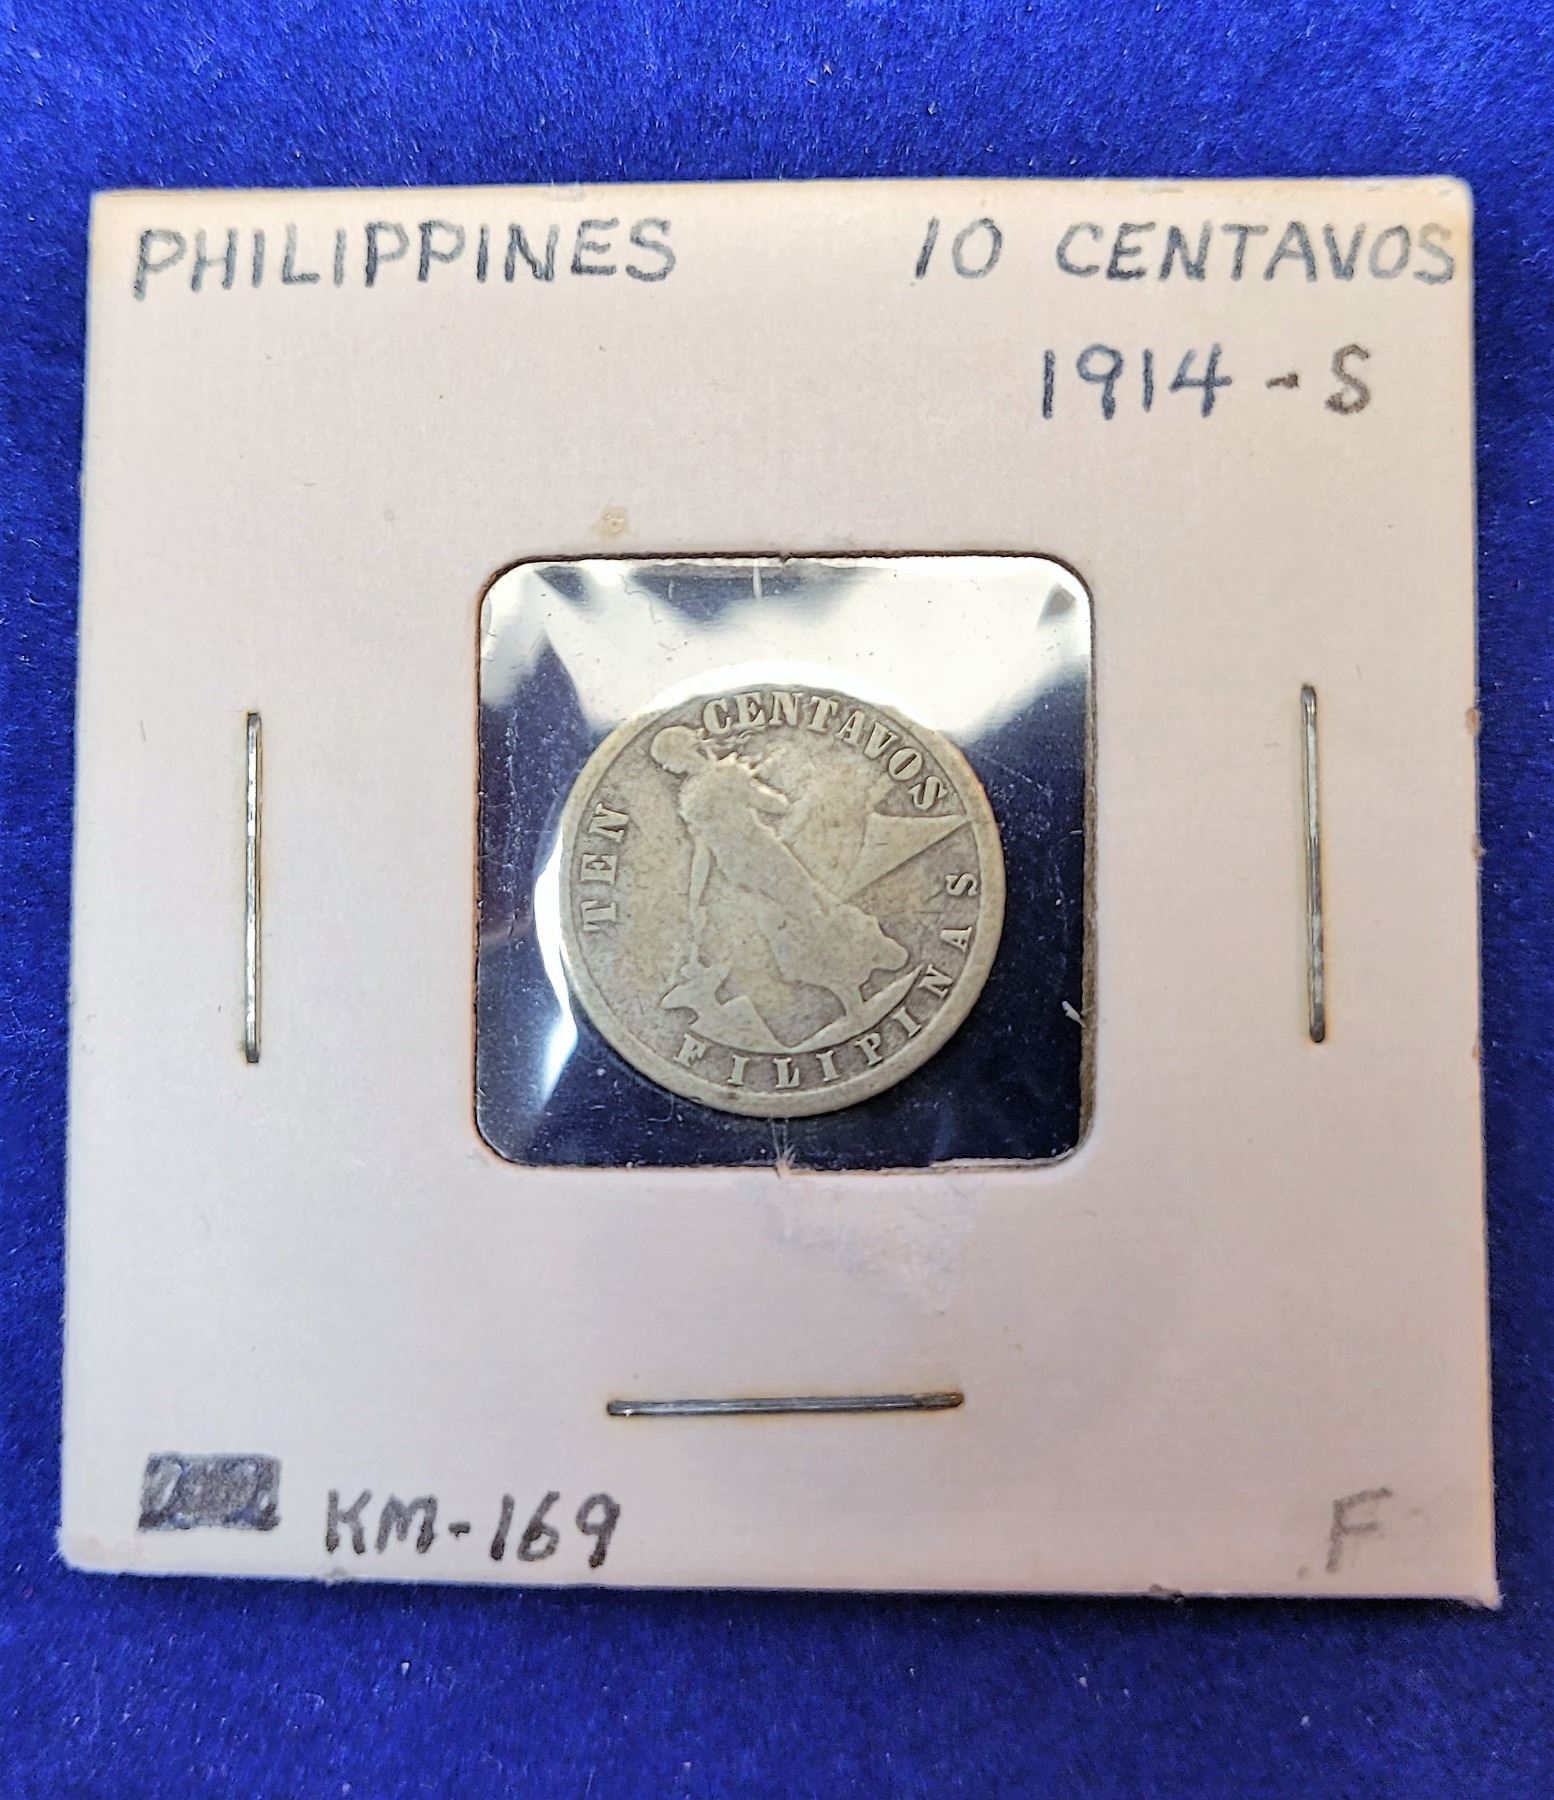 PHILIPPINES 10 CENTAVOS
1914-S
TEN CENTAVOS
FILIPINAS
KM-169 F